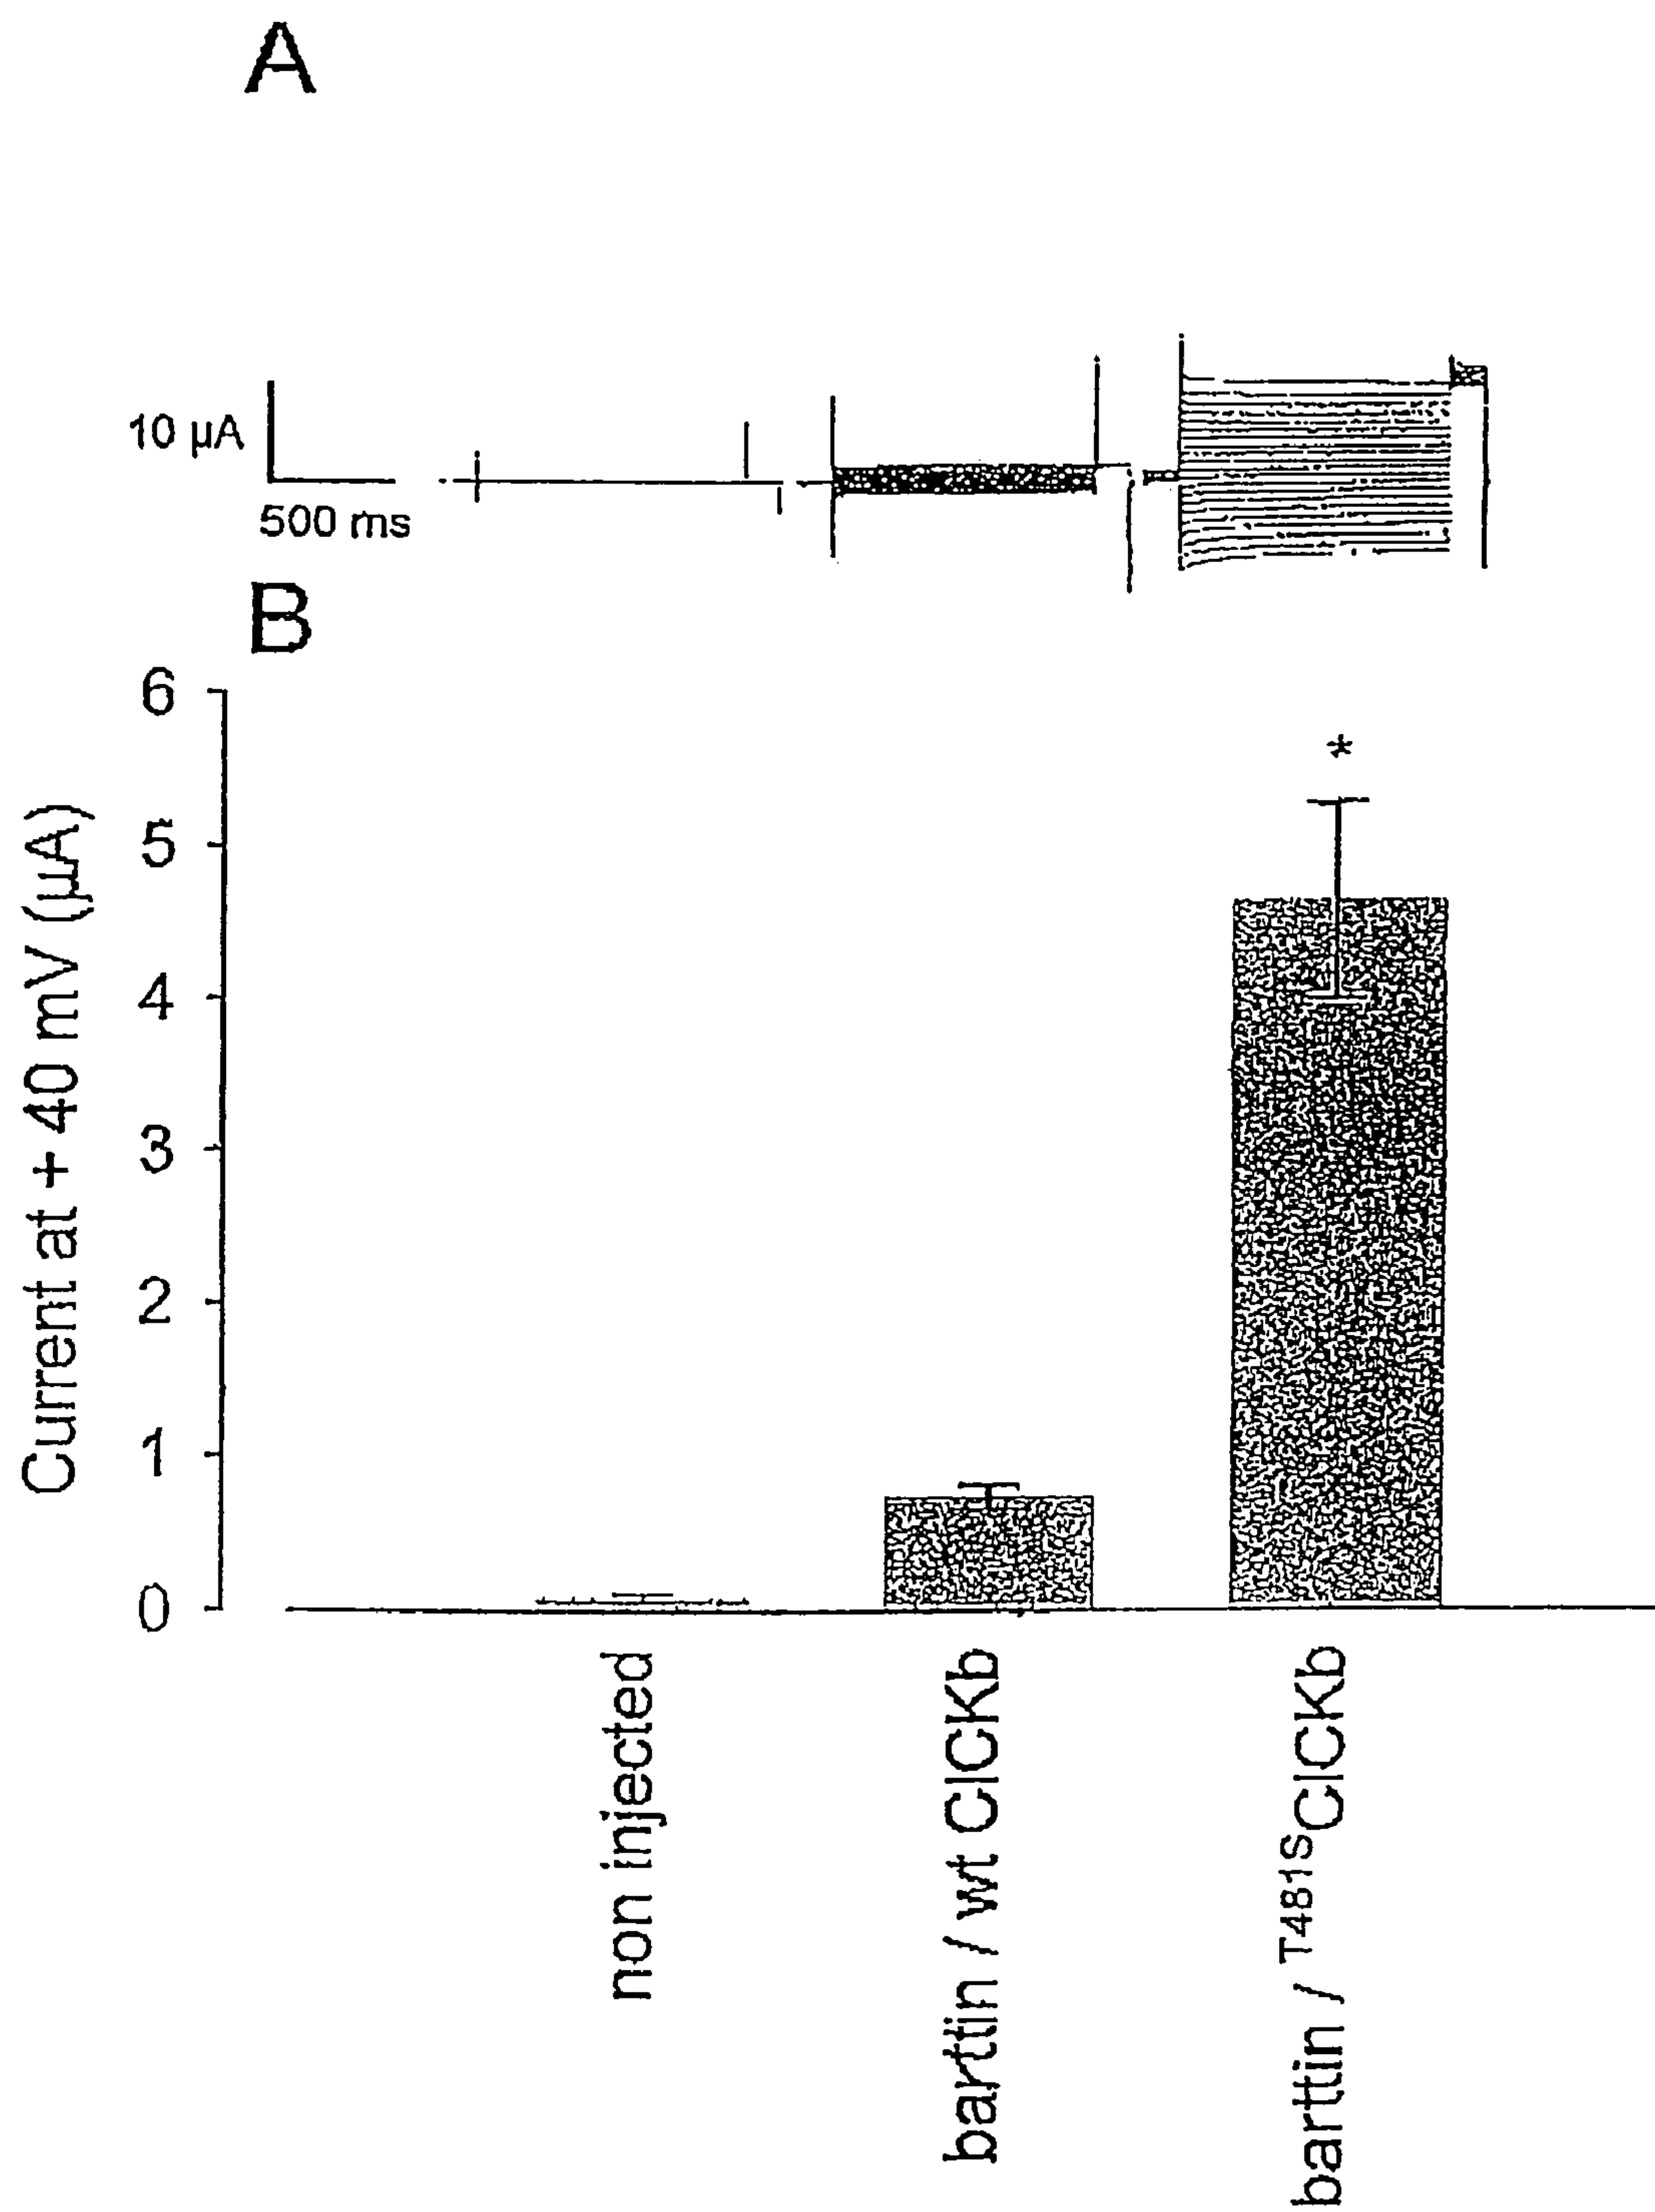 A
10 µA
500 ms
B
6
5
4
3
2
1
0
Current at + 40 mV (µA)
*
non injected
barttin / wt ClCKb
barttin / T481SClCKb